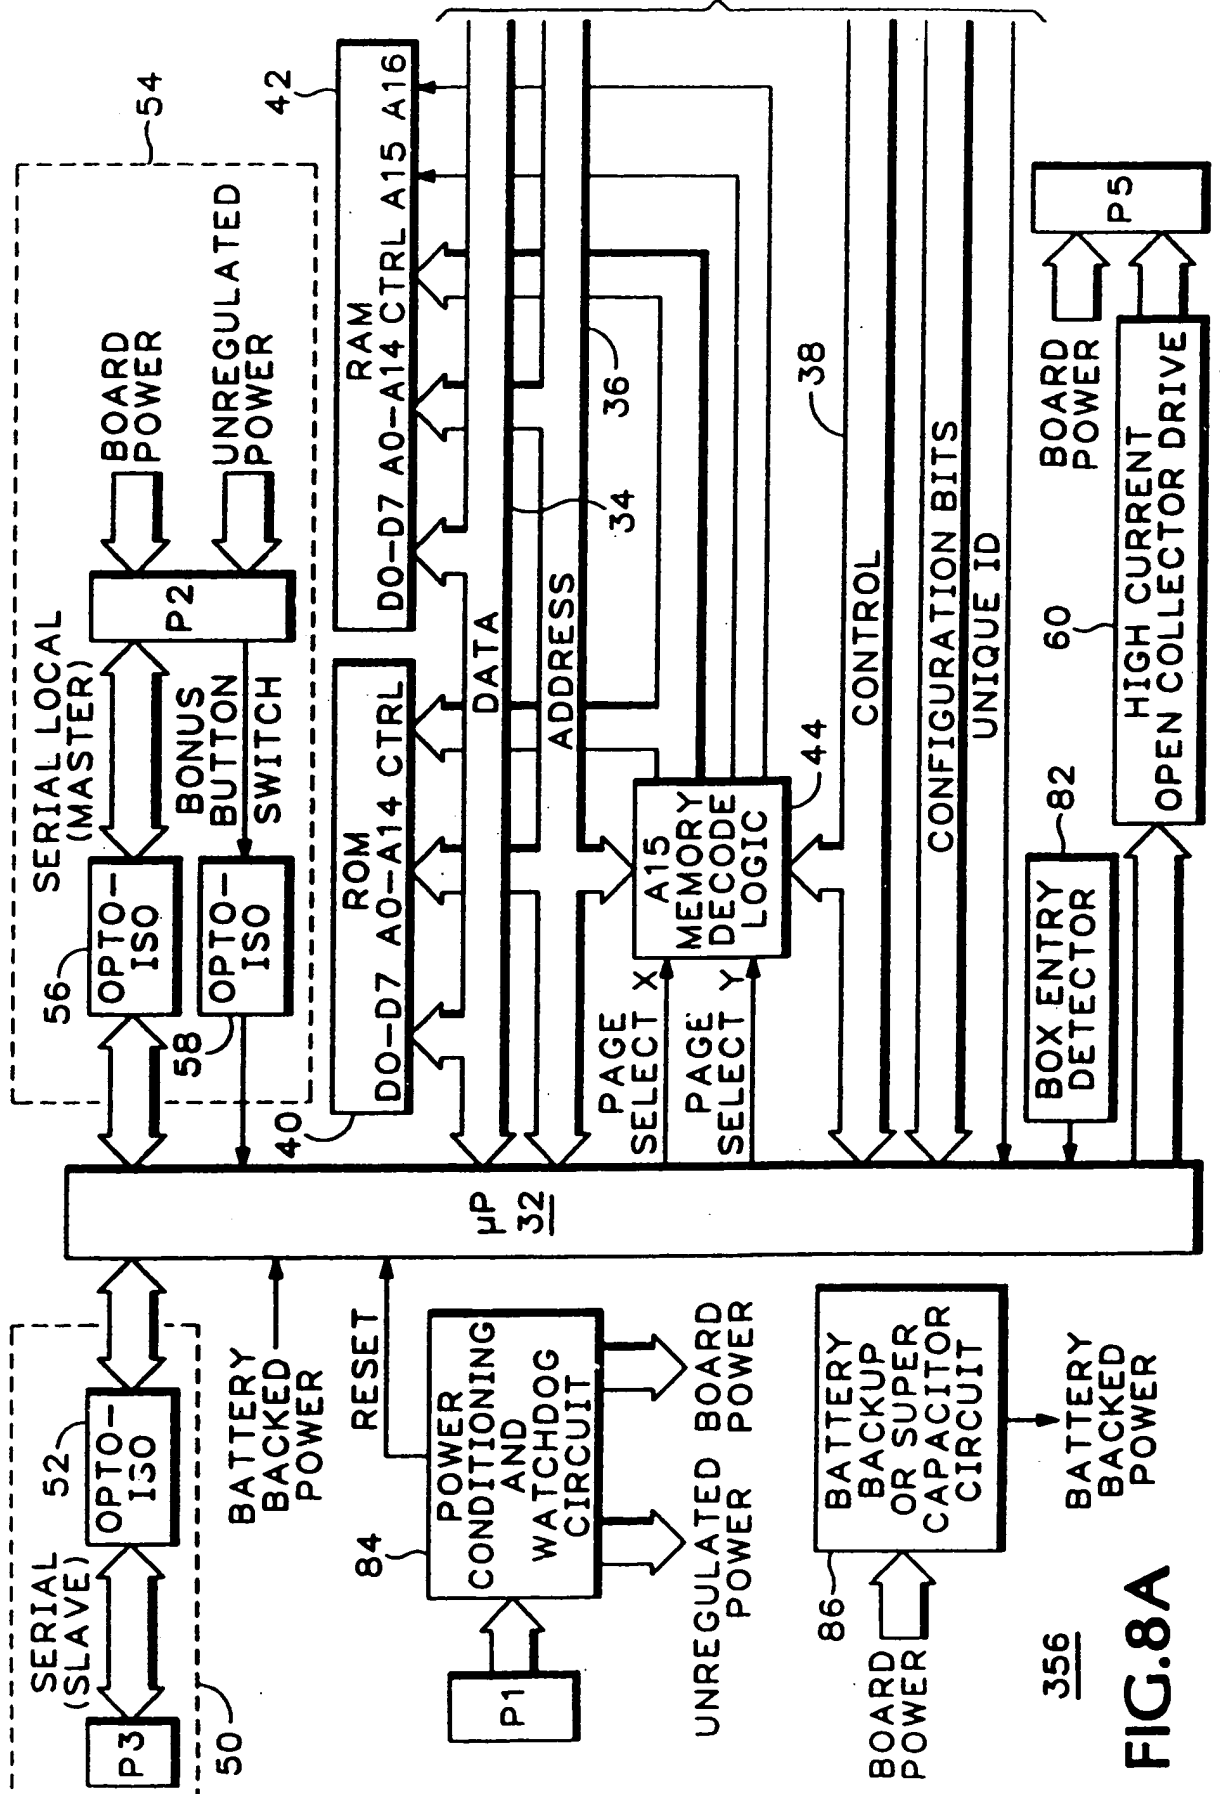 SERIAL
(SLAVE)
P3
OPTO-
ISO
52
50
BATTERY
BACKED
POWER
RESET
84
POWER
CONDITIONING
AND
WATCHDOG
CIRCUIT
P1
UNREGULATED
POWER
BOARD
POWER
86
BATTERY
BACKUP
OR SUPER
CAPACITOR
CIRCUIT
BOARD
POWER
BATTERY
BACKED
POWER
356
FIG.8A
µP
32
54
SERIAL LOCAL
(MASTER)
56
OPTO-
ISO
58
OPTO-
ISO
BONUS
BUTTON
SWITCH
P2
BOARD
POWER
UNREGULATED
POWER
40
ROM
DO-D7 A0-A14 CTRL
42
RAM
DO-D7 A0-A14 CTRL A15 A16
DATA
34
ADDRESS
36
PAGE
SELECT X
PAGE
SELECT Y
A15
MEMORY
DECODE
LOGIC
44
CONTROL
38
CONFIGURATION BITS
UNIQUE ID
BOX ENTRY
DETECTOR
82
60
HIGH CURRENT
OPEN COLLECTOR DRIVE
BOARD
POWER
P5